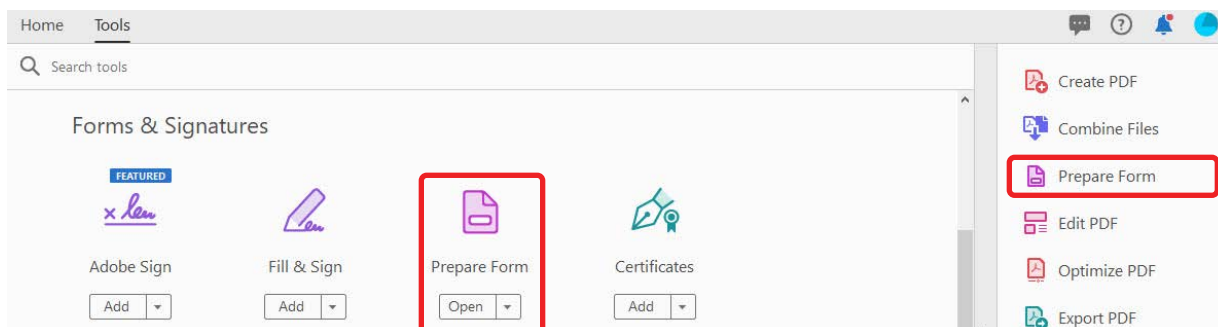 Home Tools
Search tools
Create PDF
Forms & Signatures
Combine Files
FEATURED
Prepare Form
Edit PDF
Adobe Sign Fill & Sign Prepare Form Certificates
Optimize PDF
Add Add Open Add
Export PDF